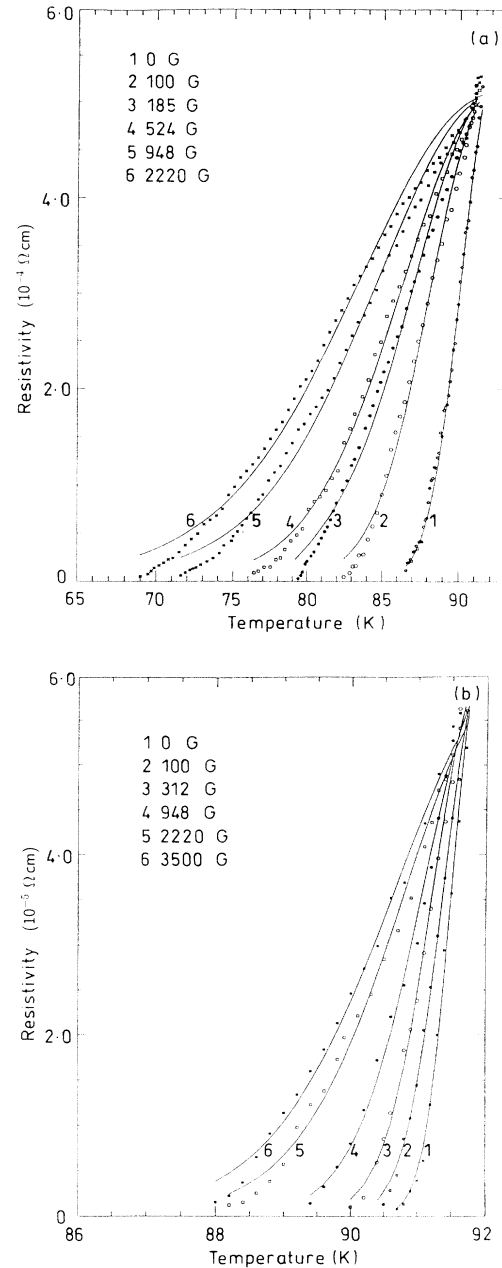 6·0
(a)
1 0 G
2 100 G
3 185 G
4 524 G
5 948 G
6 2220 G
4·0
Resistivity (10⁻⁴ Ω cm)
2·0
6 5 4 3 2 1
0
65 70 75 80 85 90
Temperature (K)
6·0
(b)
1 0 G
2 100 G
3 312 G
4 948 G
5 2220 G
6 3500 G
4·0
Resistivity (10⁻⁵ Ω cm)
2·0
6 5 4 3 2 1
0
86 88 90 92
Temperature (K)